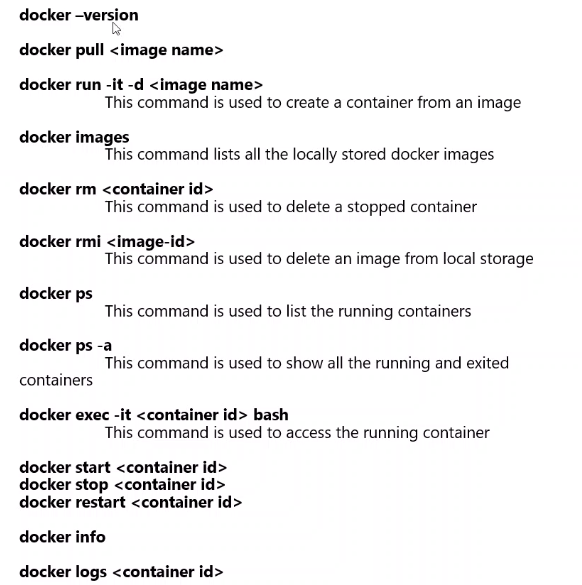 docker –version
docker pull <image name>
docker run -it -d <image name>
This command is used to create a container from an image
docker images
This command lists all the locally stored docker images
docker rm <container id>
This command is used to delete a stopped container
docker rmi <image-id>
This command is used to delete an image from local storage
docker ps
This command is used to list the running containers
docker ps -a
This command is used to show all the running and exited
containers
docker exec -it <container id> bash
This command is used to access the running container
docker start <container id>
docker stop <container id>
docker restart <container id>
docker info
docker logs <container id>